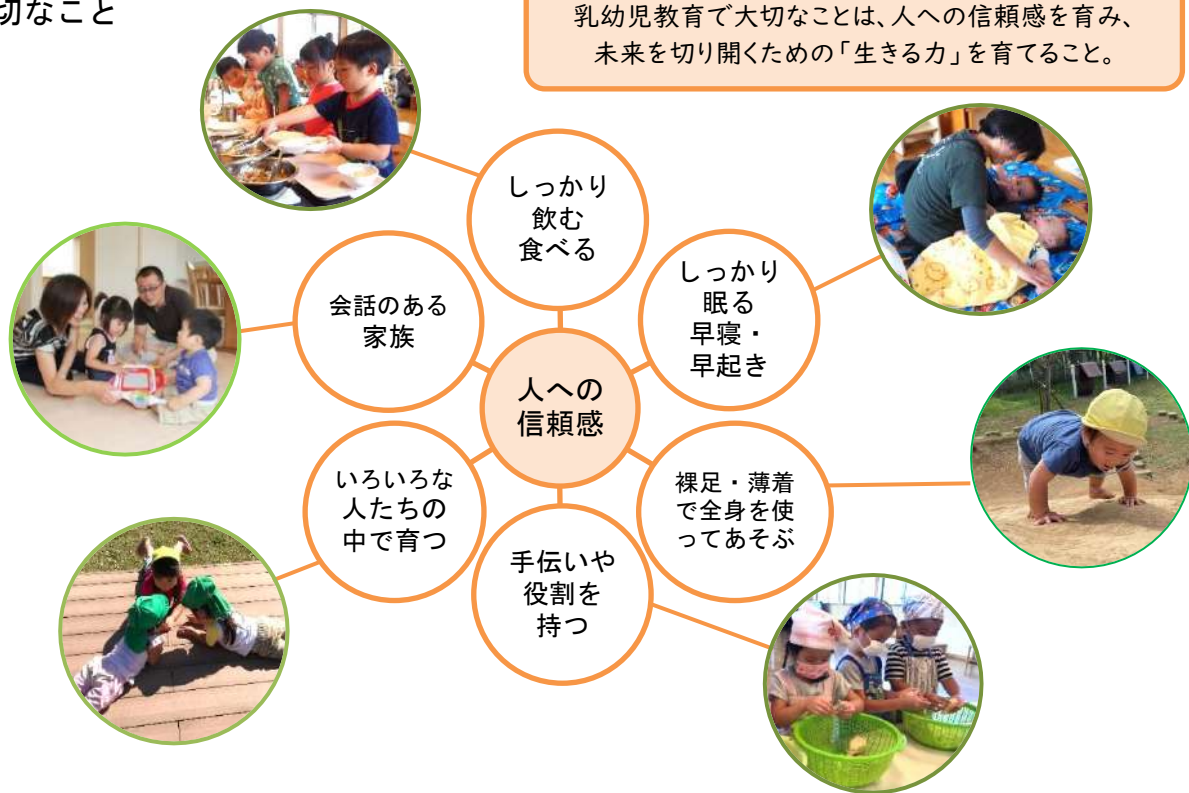 切なこと
乳幼児教育で大切なことは、人への信頼感を育み、
未来を切り開くための「生きる力」を育てること。
しっかり
飲む
食べる
しっかり
眠る
早寝・
早起き
会話のある
家族
人への
信頼感
いろいろな
人たちの
中で育つ
裸足・薄着
で全身を使
ってあそぶ
手伝いや
役割を
持つ